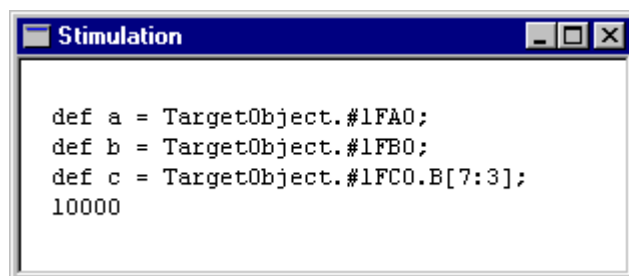 Stimulation
def a = TargetObject.#1FA0;
def b = TargetObject.#1FB0;
def c = TargetObject.#1FC0.B[7:3];
10000